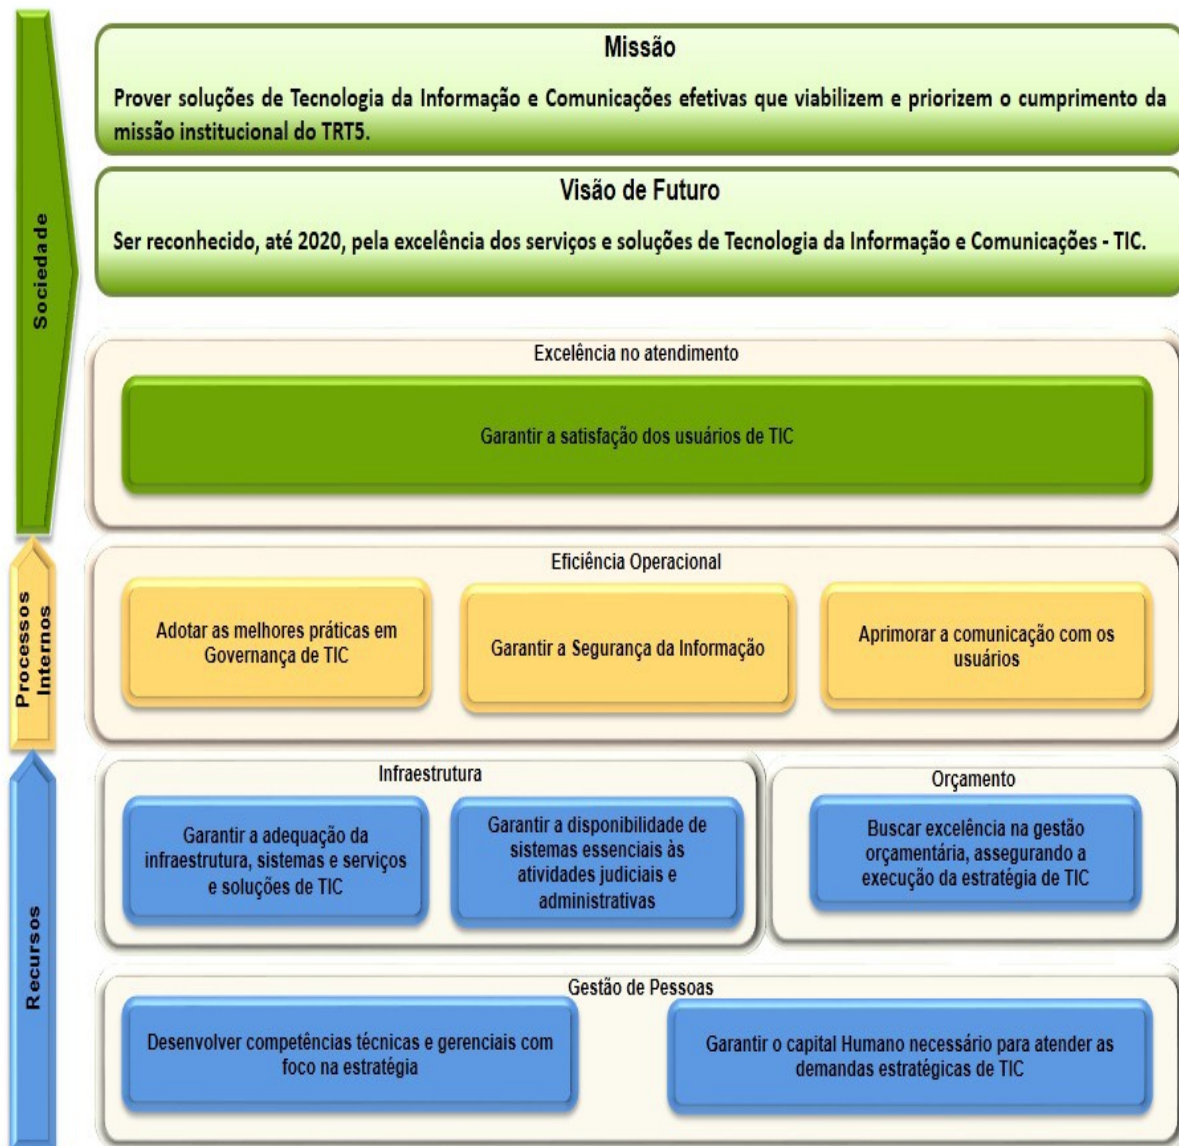 Missão
Prover soluções de Tecnologia da Informação e Comunicações efetivas que viabilizem e priorizem o cumprimento da
missão institucional do TRT5.
Visão de Futuro
Ser reconhecido, até 2020, pela excelência dos serviços e soluções de Tecnologia da Informação e Comunicações - TIC.
Sociedade
Excelência no atendimento
Garantir a satisfação dos usuários de TIC
Processos
Internos
Eficiência Operacional
Adotar as melhores práticas em
Governança de TIC
Garantir a Segurança da Informação
Aprimorar a comunicação com os
usuários
Recursos
Infraestrutura
Garantir a adequação da
infraestrutura, sistemas e serviços
e soluções de TIC
Garantir a disponibilidade de
sistemas essenciais às
atividades judiciais e
administrativas
Orçamento
Buscar excelência na gestão
orçamentária, assegurando a
execução da estratégia de TIC
Gestão de Pessoas
Desenvolver competências técnicas e gerenciais com
foco na estratégia
Garantir o capital Humano necessário para atender as
demandas estratégicas de TIC